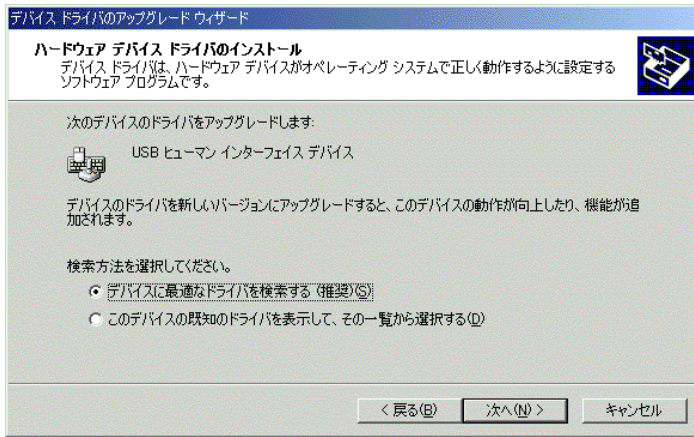 デバイス ドライバのアップグレード ウィザード
ハードウェア デバイス ドライバのインストール
デバイス ドライバは、ハードウェア デバイスがオペレーティング システムで正しく動作するように設定する
ソフトウェア プログラムです。
次のデバイスのドライバをアップグレードします:
USB ヒューマン インターフェイス デバイス
デバイスのドライバを新しいバージョンにアップグレードすると、このデバイスの動作が向上したり、機能が追
加されます。
検索方法を選択してください。
デバイスに最適なドライバを検索する (推奨)(S)
このデバイスの既知のドライバを表示して、その一覧から選択する(D)
< 戻る(B)
次へ(N) >
キャンセル